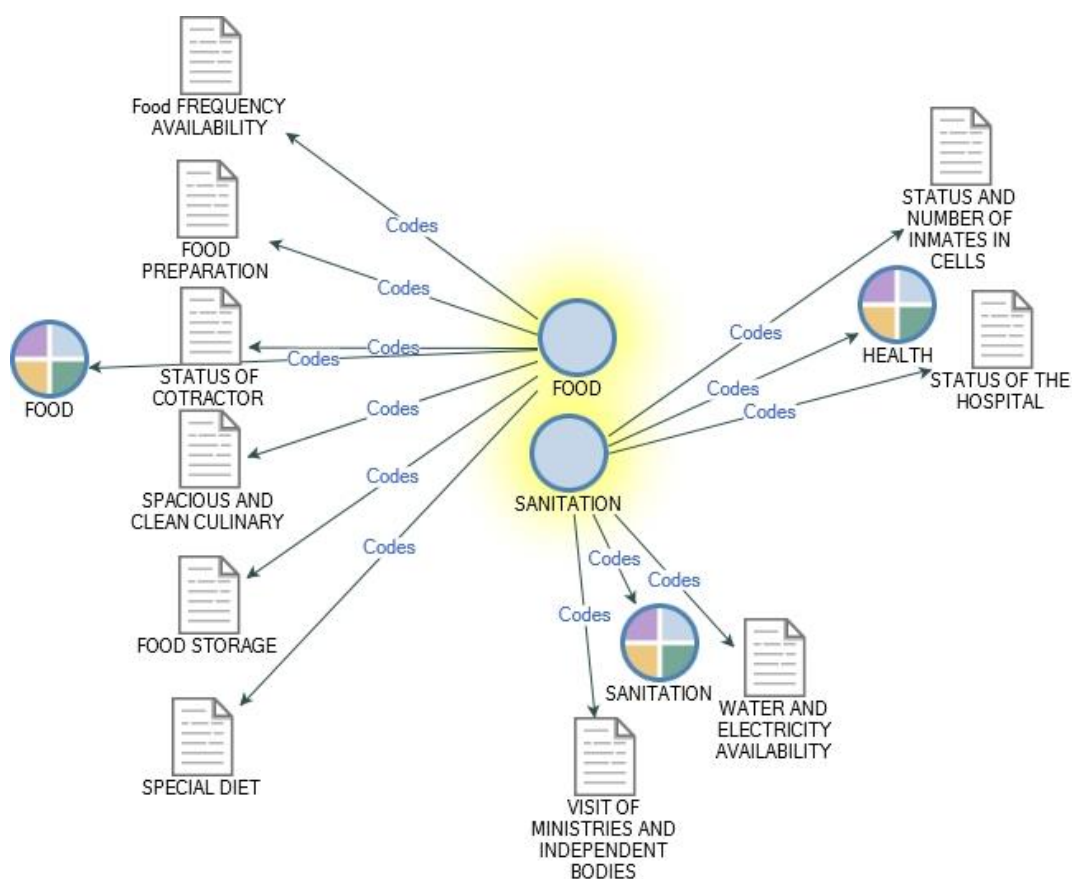 Food FREQUENCY
AVAILABILITY
Codes
FOOD
PREPARATION
Codes
STATUS OF
COTRACTOR
Codes
Codes
FOOD
SPACIOUS AND
CLEAN CULINARY
Codes
FOOD STORAGE
Codes
SPECIAL DIET
Codes
FOOD
SANITATION
STATUS AND
NUMBER OF
INMATES IN
CELLS
Codes
HEALTH
Codes
STATUS OF THE
HOSPITAL
Codes
Codes
SANITATION
Codes
WATER AND
ELECTRICITY
AVAILABILITY
Codes
VISIT OF
MINISTRIES AND
INDEPENDENT
BODIES